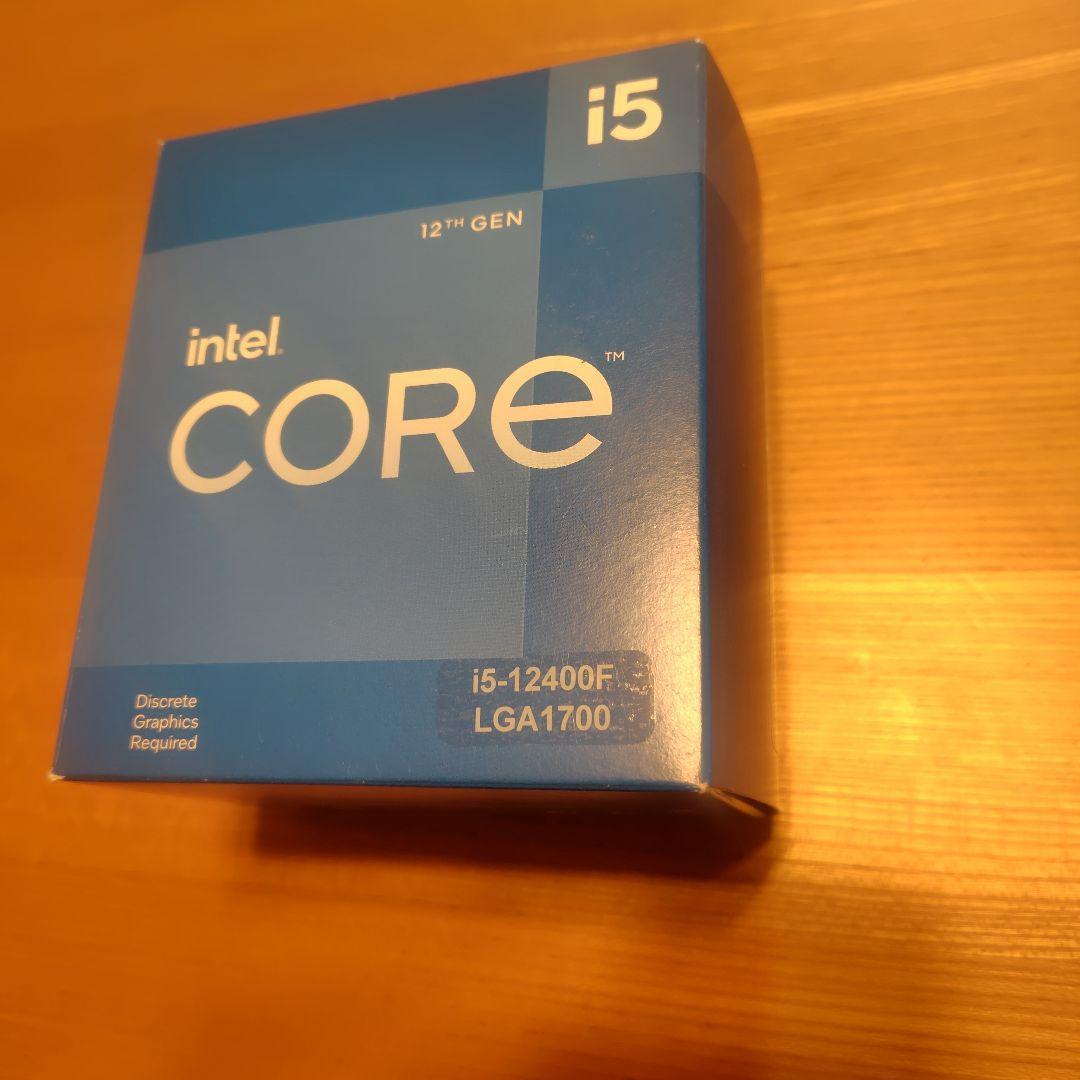 i5
12TH GEN
intel.
CORE™
i5-12400F
LGA1700
Discrete
Graphics
Required